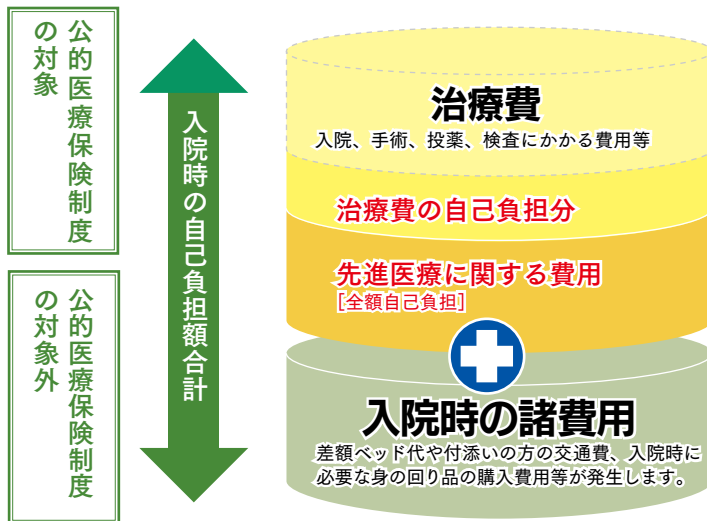 公的医療保険制度
の対象
公的医療保険制度
の対象外
入院時の自己負担額合計
治療費
入院、手術、投薬、検査にかかる費用等
治療費の自己負担分
先進医療に関する費用
[全額自己負担]
入院時の諸費用
差額ベッド代や付添いの方の交通費、入院時に
必要な身の回り品の購入費用等が発生します。